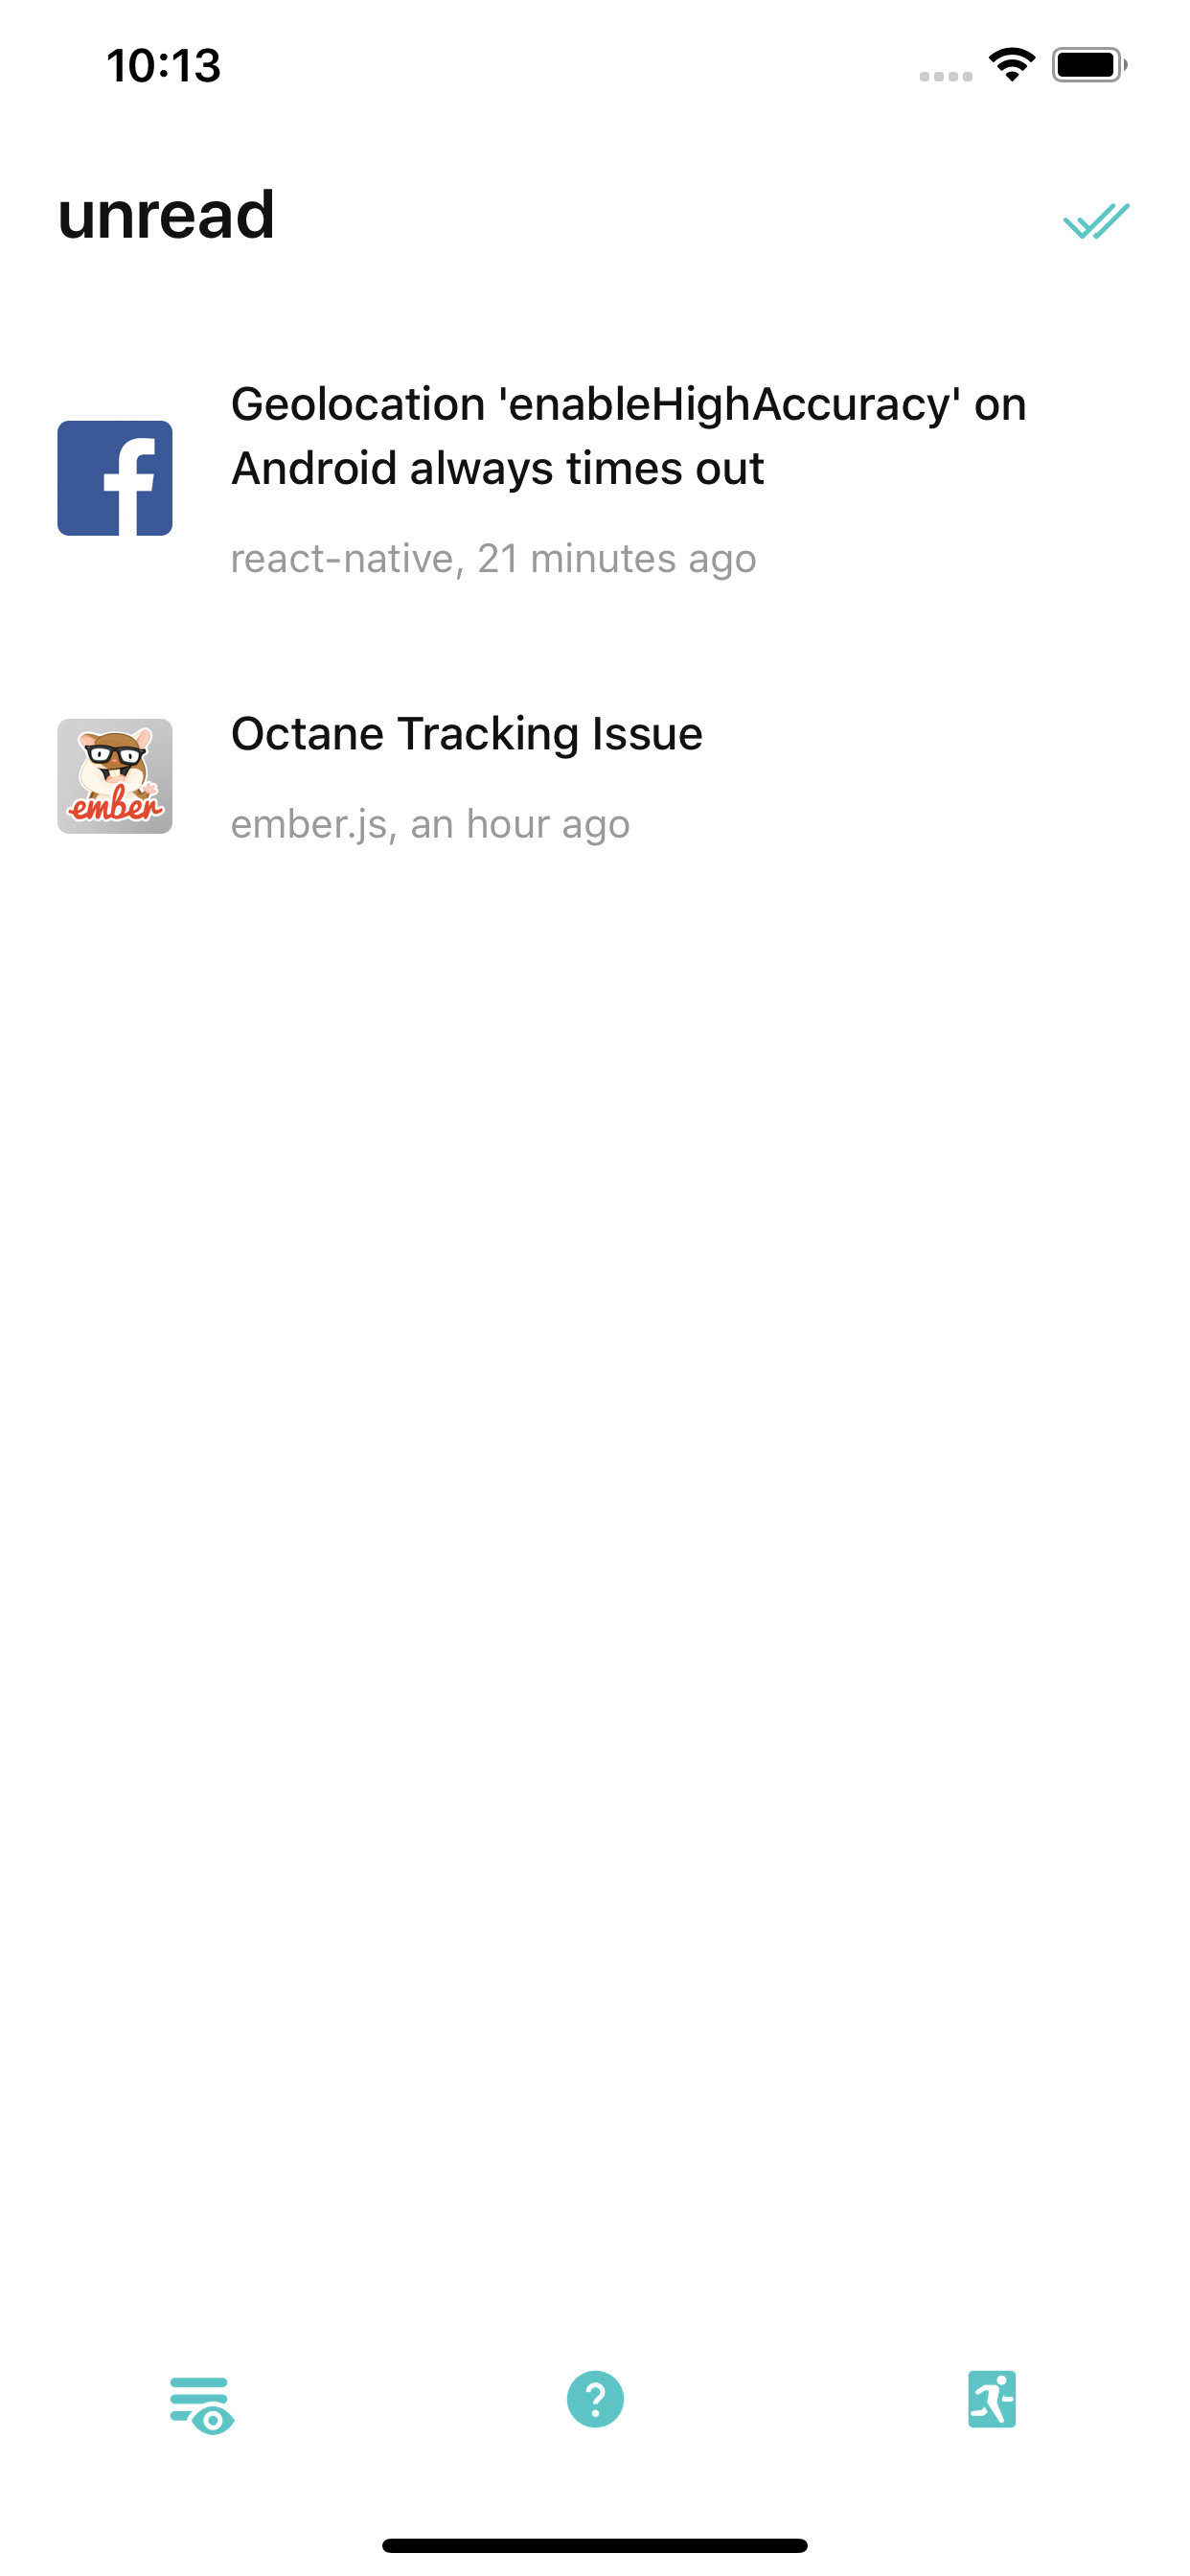 10:13
unread
Geolocation 'enableHighAccuracy' on
Android always times out
react-native, 21 minutes ago
ember
Octane Tracking Issue
ember.js, an hour ago
?